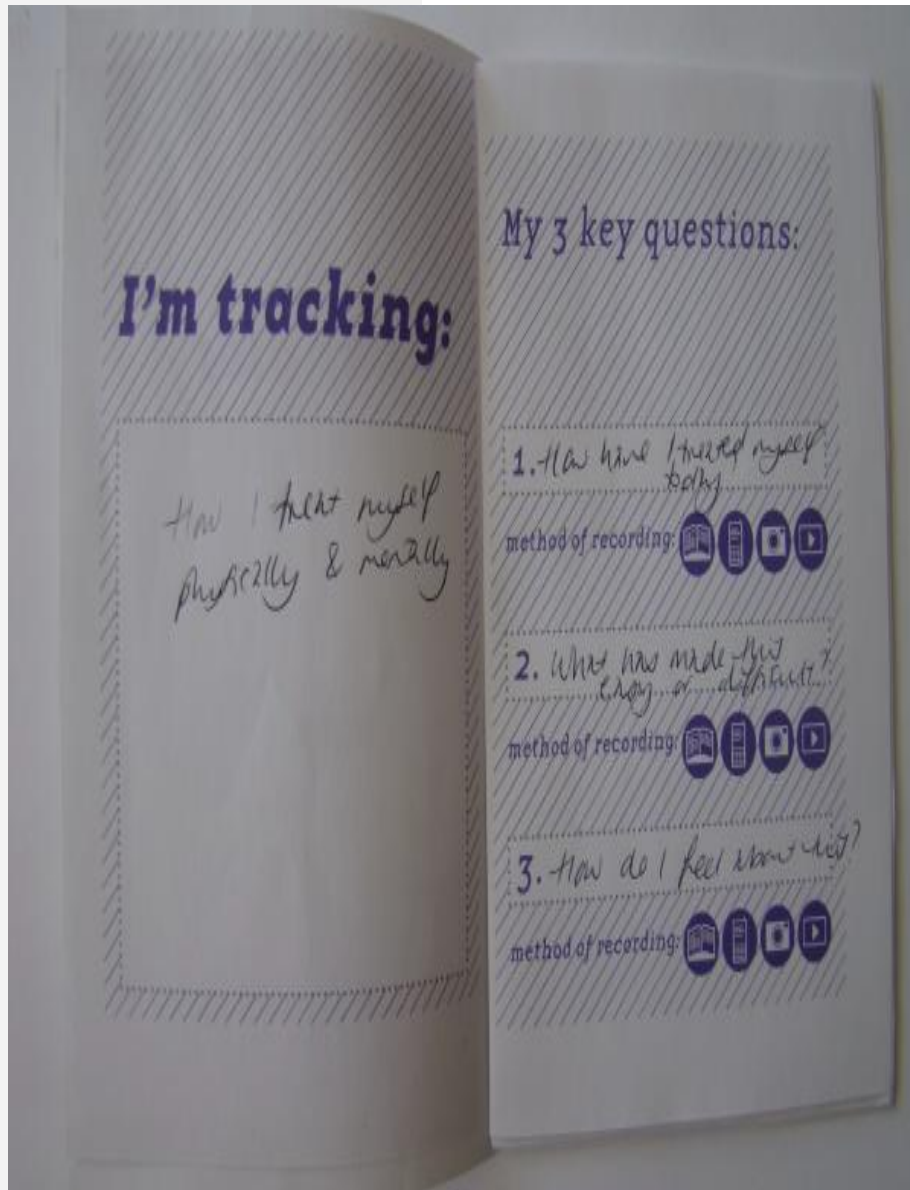 I'm tracking:
How I treat myself
physically & mentally
My 3 key questions:
1. How have I treated myself
today
method of recording:
2. What has made this
easy or difficult?
method of recording:
3. How do I feel about this?
method of recording: